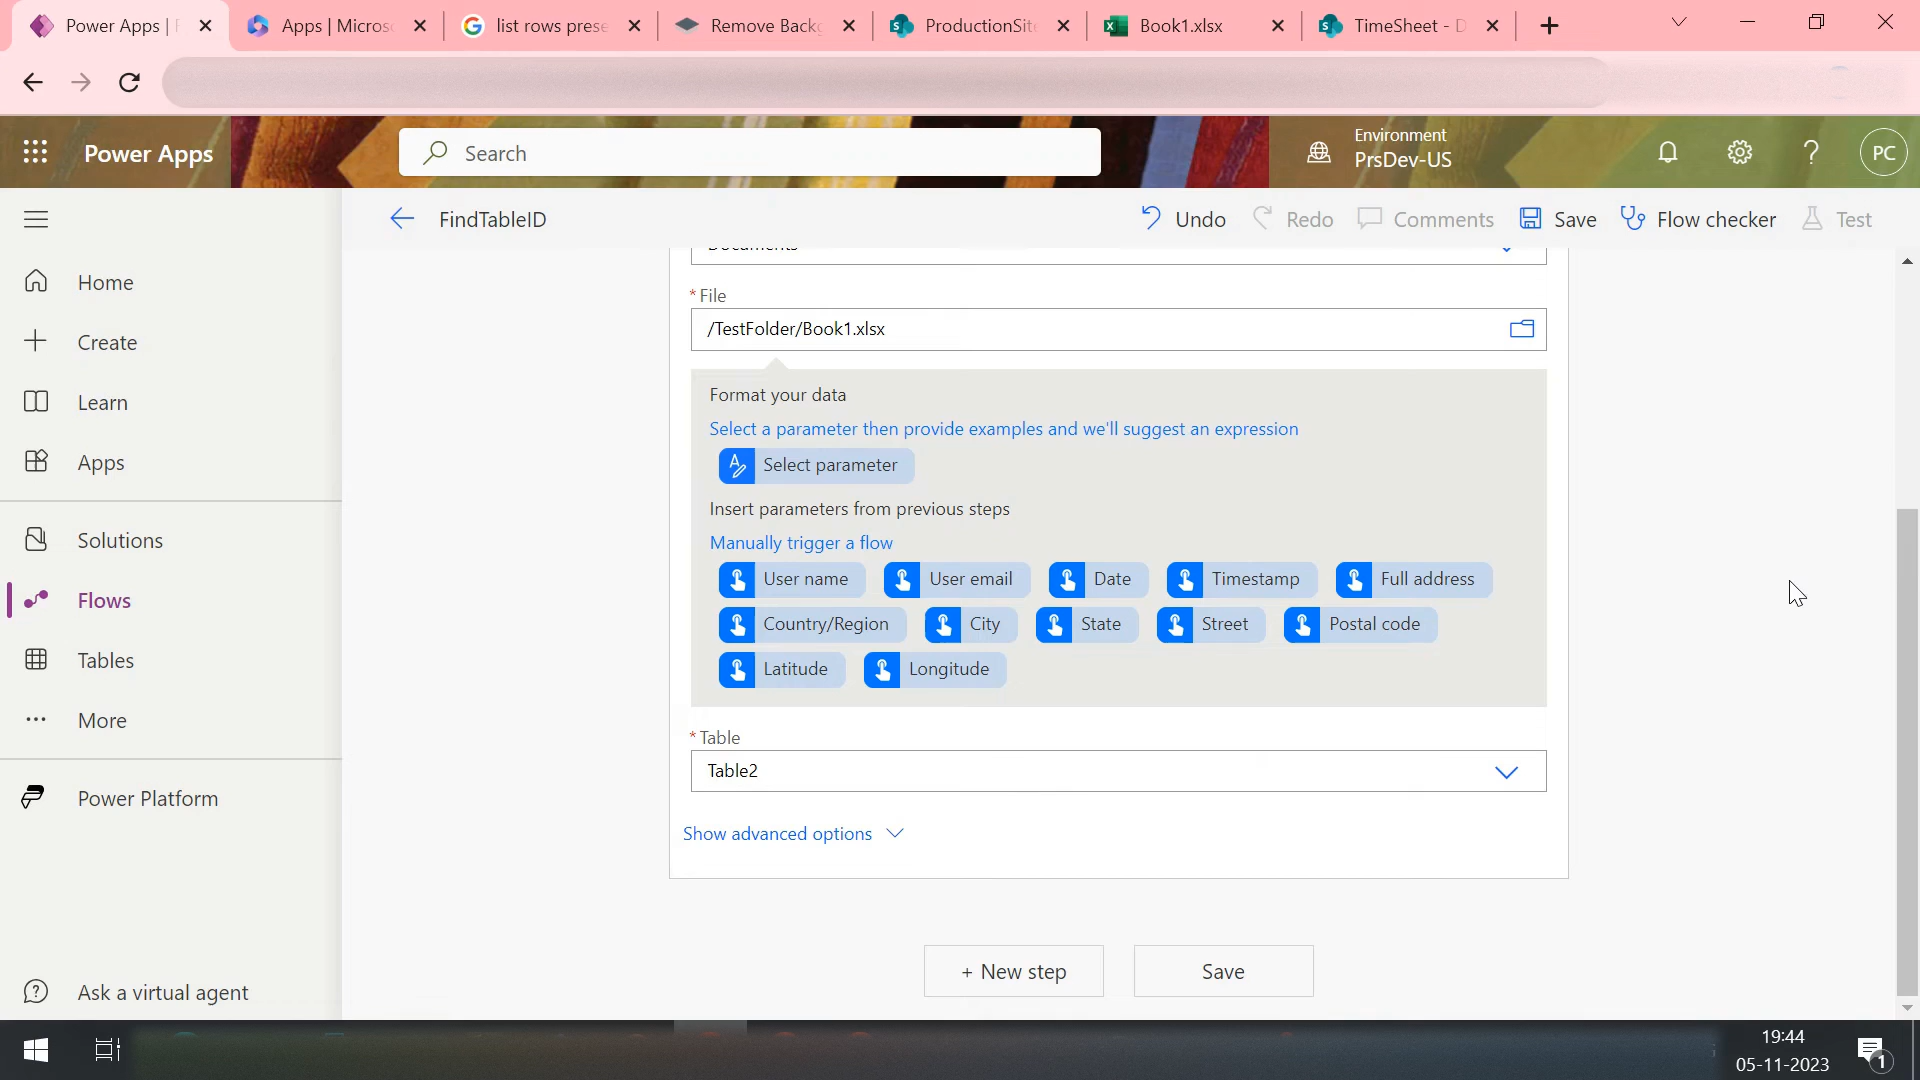 Power Apps | F
Apps | Microso
list rows prese
Remove Backg
ProductionSite
Book1.xlsx
TimeSheet - D
Power Apps
Search
Environment
PrsDev-US
PC
FindTableID
Undo
Redo
Comments
Save
Flow checker
Test
Home
Create
Learn
Apps
Solutions
Flows
Tables
More
Power Platform
Ask a virtual agent
Documents
* File
/TestFolder/Book1.xlsx
Format your data
Select a parameter then provide examples and we'll suggest an expression
Select parameter
Insert parameters from previous steps
Manually trigger a flow
User name User email Date Timestamp Full address
Country/Region City State Street Postal code
Latitude Longitude
* Table
Table2
Show advanced options
+ New step
Save
19:44
05-11-2023
1